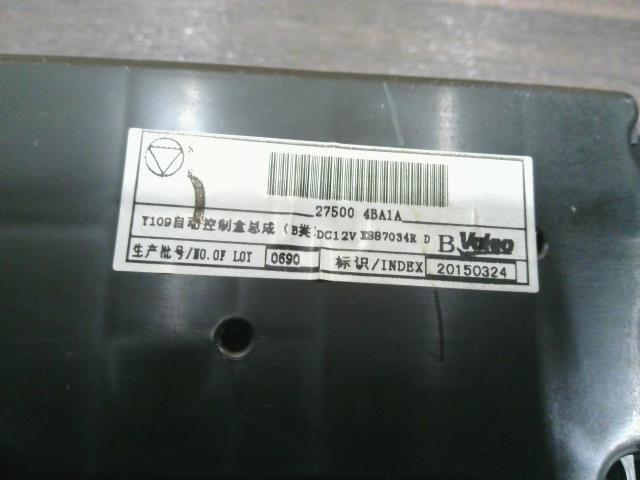 27500 4BA1A
Y109自动控制盒总成（B类）DC12V D B Valeo
生产批号/NO.OF LOT 0690 标识/INDEX 20150324